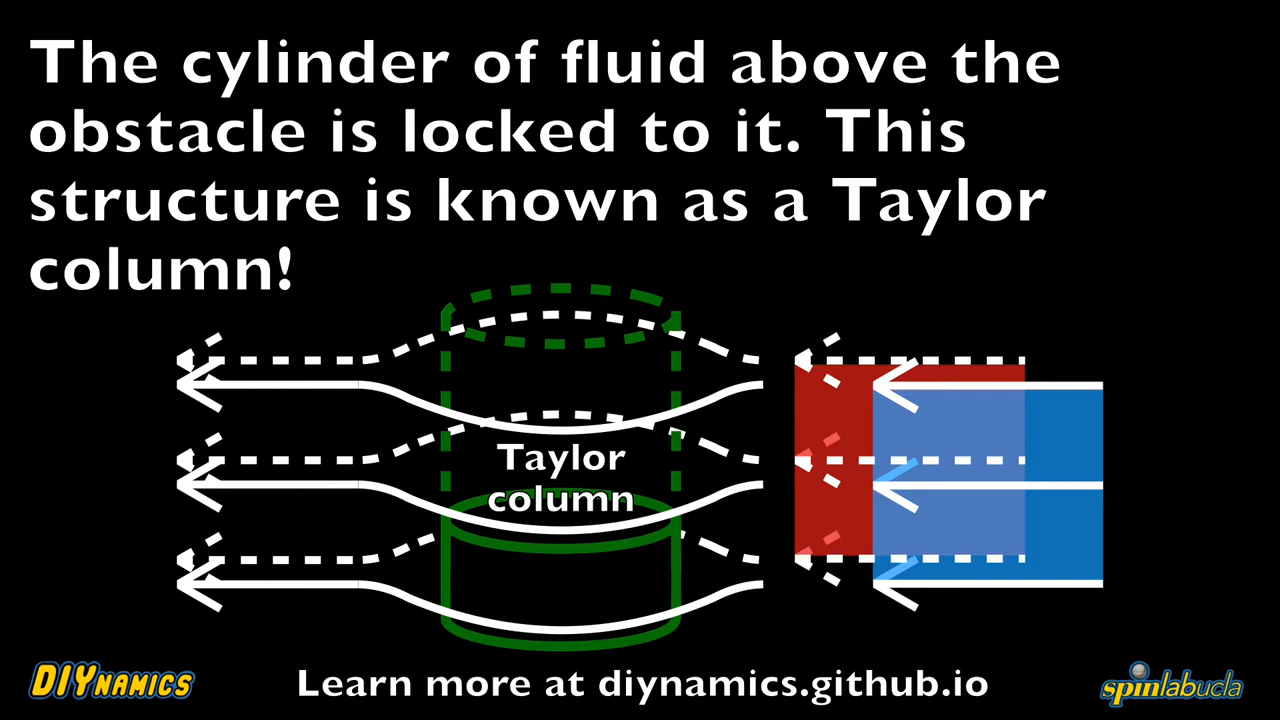 The cylinder of fluid above the
obstacle is locked to it. This
structure is known as a Taylor
column!
Taylor
column
DIYNAMICS
Learn more at diynamics.github.io
spinlabucla